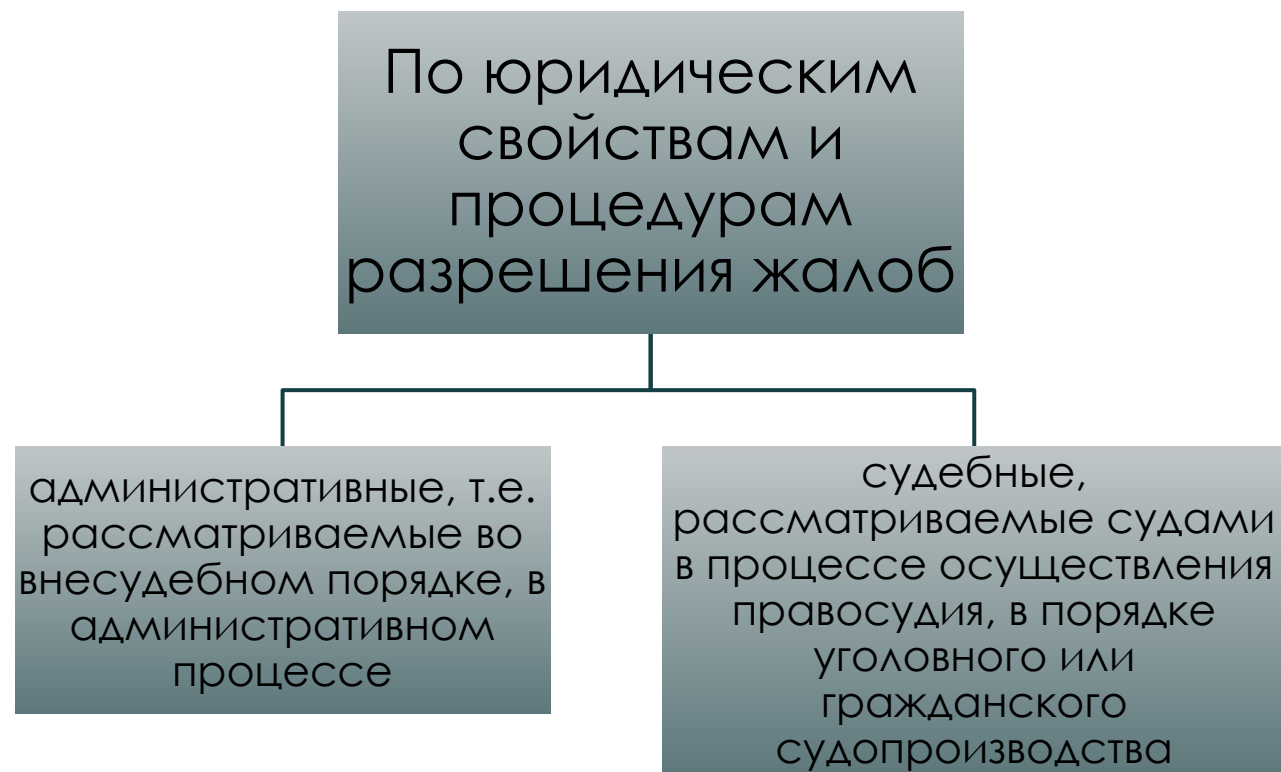 По юридическим
свойствам и
процедурам
разрешения жалоб
административные, т.е.
рассматриваемые во
внесудебном порядке, в
административном
процессе
судебные,
рассматриваемые судами
в процессе осуществления
правосудия, в порядке
уголовного или
гражданского
судопроизводства